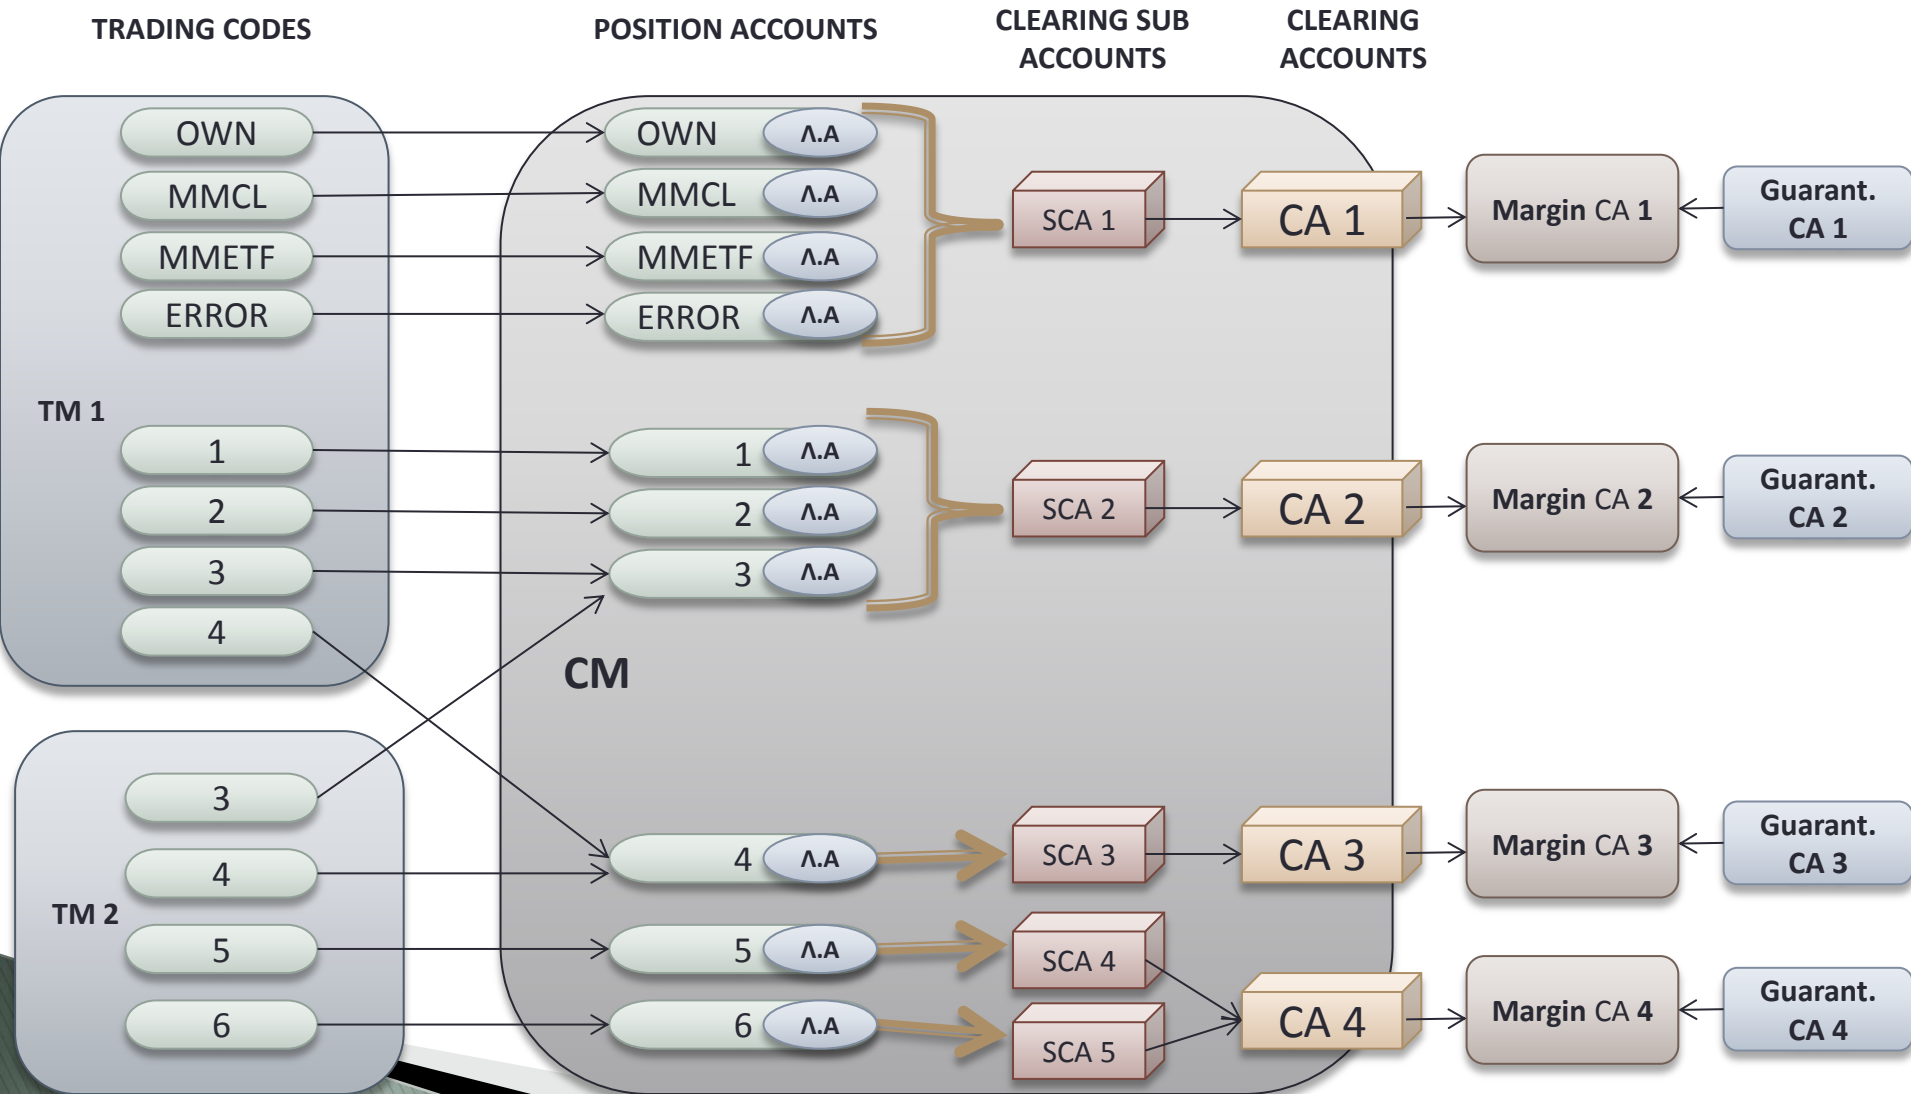 TRADING CODES
POSITION ACCOUNTS
CLEARING SUB
ACCOUNTS
CLEARING
ACCOUNTS
OWN
MMCL
MMETF
ERROR
TM 1
1
2
3
4
TM 2
3
4
5
6
OWN Λ.Α
MMCL Λ.Α
MMETF Λ.Α
ERROR Λ.Α
1 Λ.Α
2 Λ.Α
3 Λ.Α
CM
4 Λ.Α
5 Λ.Α
6 Λ.Α
SCA 1
SCA 2
SCA 3
SCA 4
SCA 5
CA 1
CA 2
CA 3
CA 4
Margin CA 1
Margin CA 2
Margin CA 3
Margin CA 4
Guarant.
CA 1
Guarant.
CA 2
Guarant.
CA 3
Guarant.
CA 4